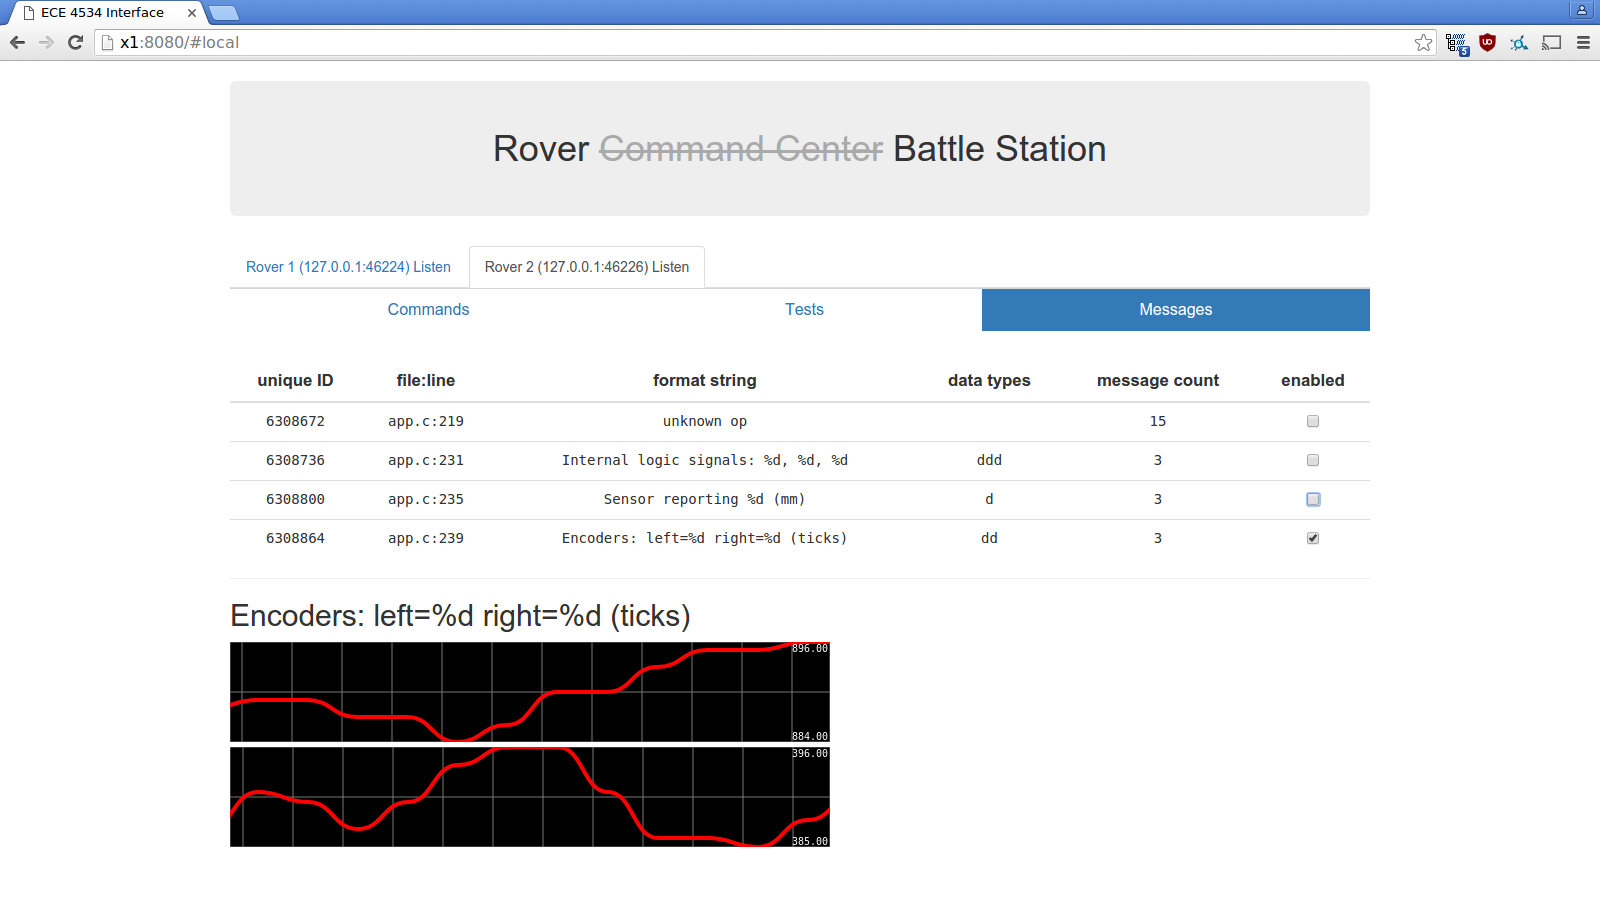 ECE 4534 Interface
x1:8080/#local
5
Rover Command Center Battle Station
Rover 1 (127.0.0.1:46224) Listen Rover 2 (127.0.0.1:46226) Listen
Commands Tests Messages
unique ID file:line format string data types message count enabled
6308672 app.c:219 unknown op 15
6308736 app.c:231 Internal logic signals: %d, %d, %d ddd 3
6308800 app.c:235 Sensor reporting %d (mm) d 3
6308864 app.c:239 Encoders: left=%d right=%d (ticks) dd 3
Encoders: left=%d right=%d (ticks)
896.00
884.00
396.00
385.00